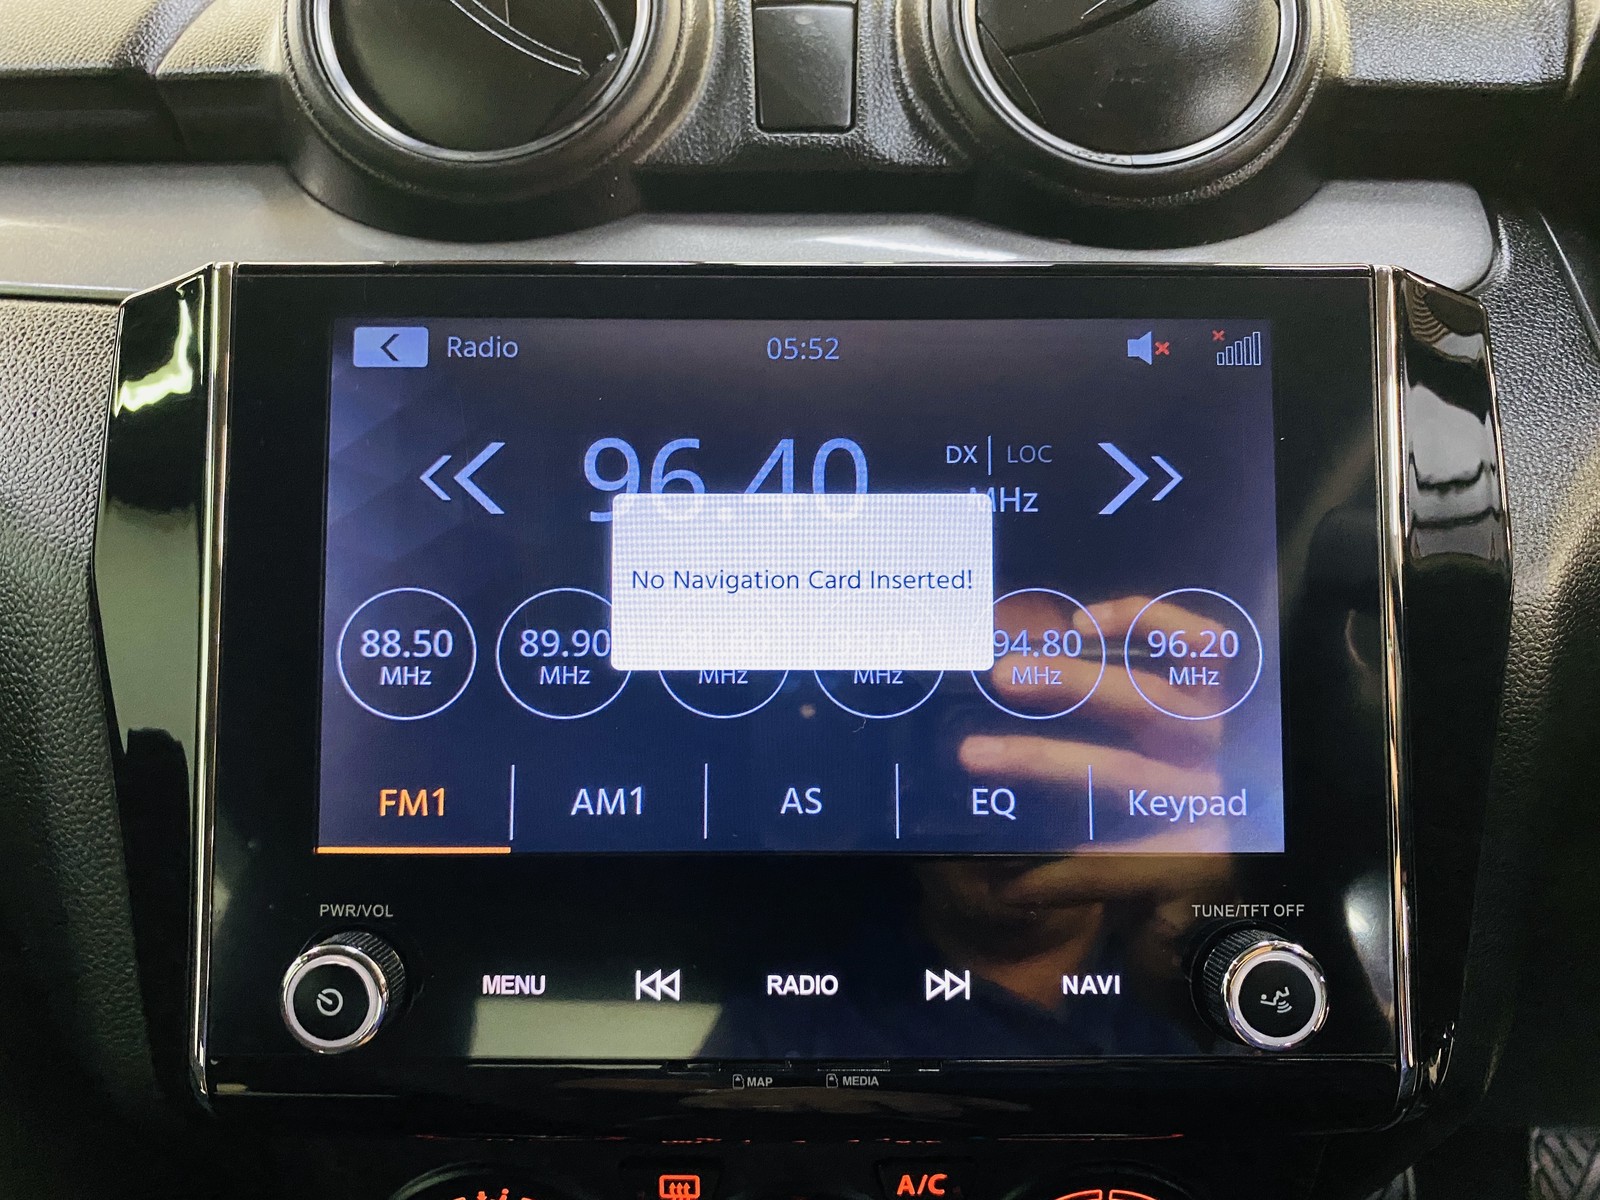 Radio
05:52
96.40
DX | LOC
MHz
No Navigation Card Inserted!
88.50
MHz
89.90
MHz
MHz
MHz
94.80
MHz
96.20
MHz
FM1
AM1
AS
EQ
Keypad
PWR/VOL
TUNE/TFT OFF
MENU
RADIO
NAVI
MAP
MEDIA
A/C